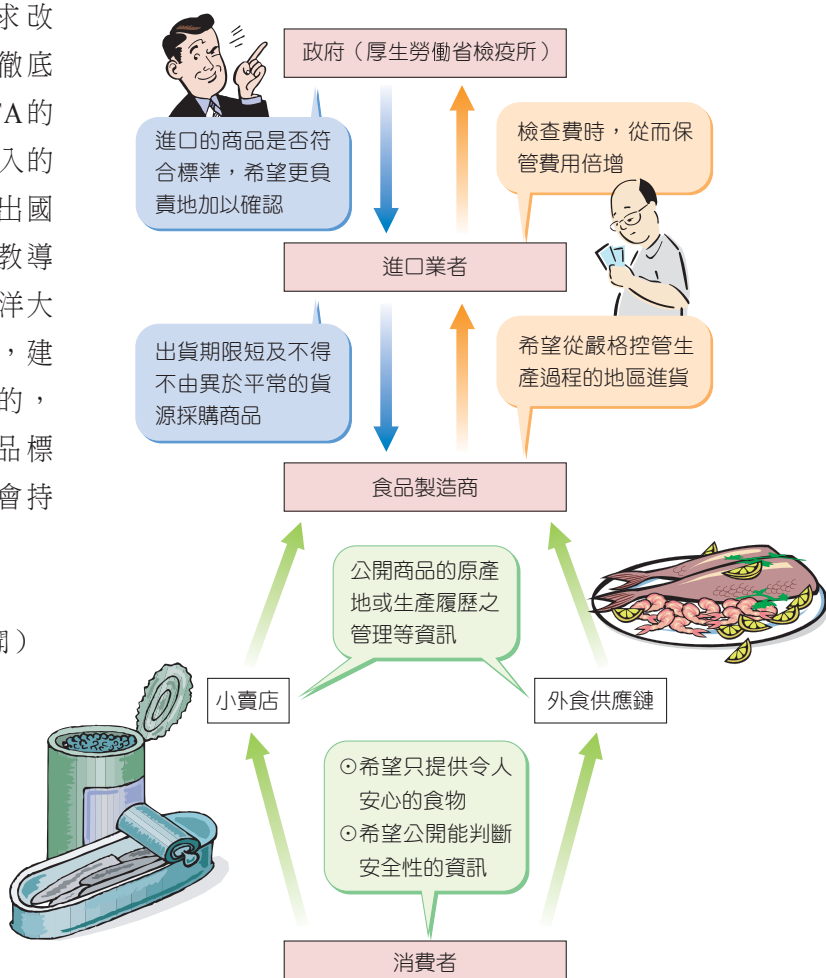 求改
徹底
A的
入的
出國
教導
洋大
，建
的，
品標
會持
）
政府（厚生勞働省檢疫所）
進口的商品是否符
合標準，希望更負
責地加以確認
檢查費時，從而保
管費用倍增
進口業者
出貨期限短及不得
不由異於平常的貨
源採購商品
希望從嚴格控管生
產過程的地區進貨
食品製造商
公開商品的原產
地或生產履歷之
管理等資訊
小賣店
外食供應鏈
⊙希望只提供令人
安心的食物
⊙希望公開能判斷
安全性的資訊
消費者